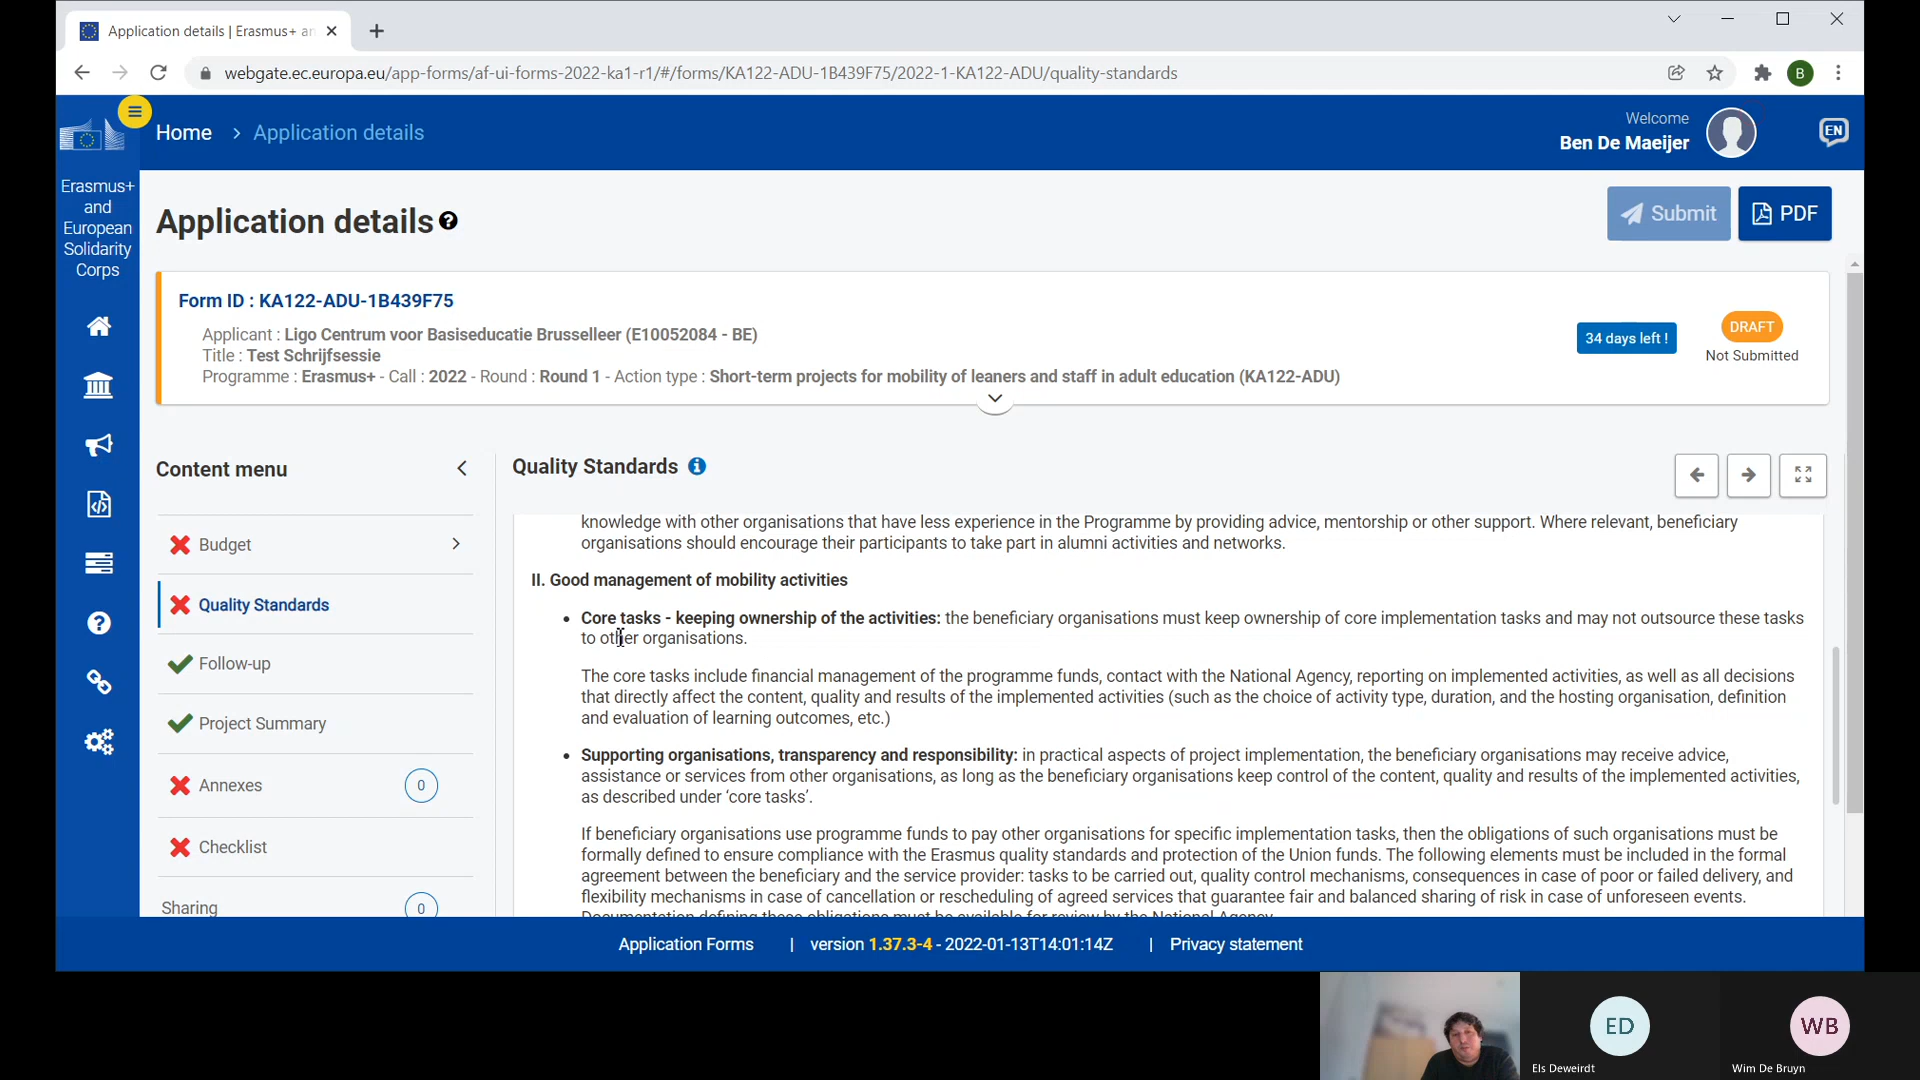 Application details | Erasmus+ an
webgate.ec.europa.eu/app-forms/af-ui-forms-2022-ka1-r1/#/forms/KA122-ADU-1B439F75/2022-1-KA122-ADU/quality-standards
B
Home > Application details
Welcome
Ben De Maeijer
EN
Erasmus+
and
European
Solidarity
Corps
Application details
Submit
PDF
Form ID : KA122-ADU-1B439F75
Applicant : Ligo Centrum voor Basiseducatie Brusselleer (E10052084 - BE)
Title : Test Schrijfsessie
Programme : Erasmus+ - Call : 2022 - Round : Round 1 - Action type : Short-term projects for mobility of leaners and staff in adult education (KA122-ADU)
34 days left !
DRAFT
Not Submitted
Content menu
Budget
Quality Standards
Follow-up
Project Summary
Annexes 0
Checklist
Sharing 0
Quality Standards
knowledge with other organisations that have less experience in the Programme by providing advice, mentorship or other support. Where relevant, beneficiary
organisations should encourage their participants to take part in alumni activities and networks.
II. Good management of mobility activities
• Core tasks - keeping ownership of the activities: the beneficiary organisations must keep ownership of core implementation tasks and may not outsource these tasks
to other organisations.
The core tasks include financial management of the programme funds, contact with the National Agency, reporting on implemented activities, as well as all decisions
that directly affect the content, quality and results of the implemented activities (such as the choice of activity type, duration, and the hosting organisation, definition
and evaluation of learning outcomes, etc.)
• Supporting organisations, transparency and responsibility: in practical aspects of project implementation, the beneficiary organisations may receive advice,
assistance or services from other organisations, as long as the beneficiary organisations keep control of the content, quality and results of the implemented activities,
as described under ‘core tasks’.
If beneficiary organisations use programme funds to pay other organisations for specific implementation tasks, then the obligations of such organisations must be
formally defined to ensure compliance with the Erasmus quality standards and protection of the Union funds. The following elements must be included in the formal
agreement between the beneficiary and the service provider: tasks to be carried out, quality control mechanisms, consequences in case of poor or failed delivery, and
flexibility mechanisms in case of cancellation or rescheduling of agreed services that guarantee fair and balanced sharing of risk in case of unforeseen events.
Documentation defining these obligations must be available for review by the National Agency.
Application Forms | version 1.37.3-4 - 2022-01-13T14:01:14Z | Privacy statement
ED
Els Deweirdt
WB
Wim De Bruyn